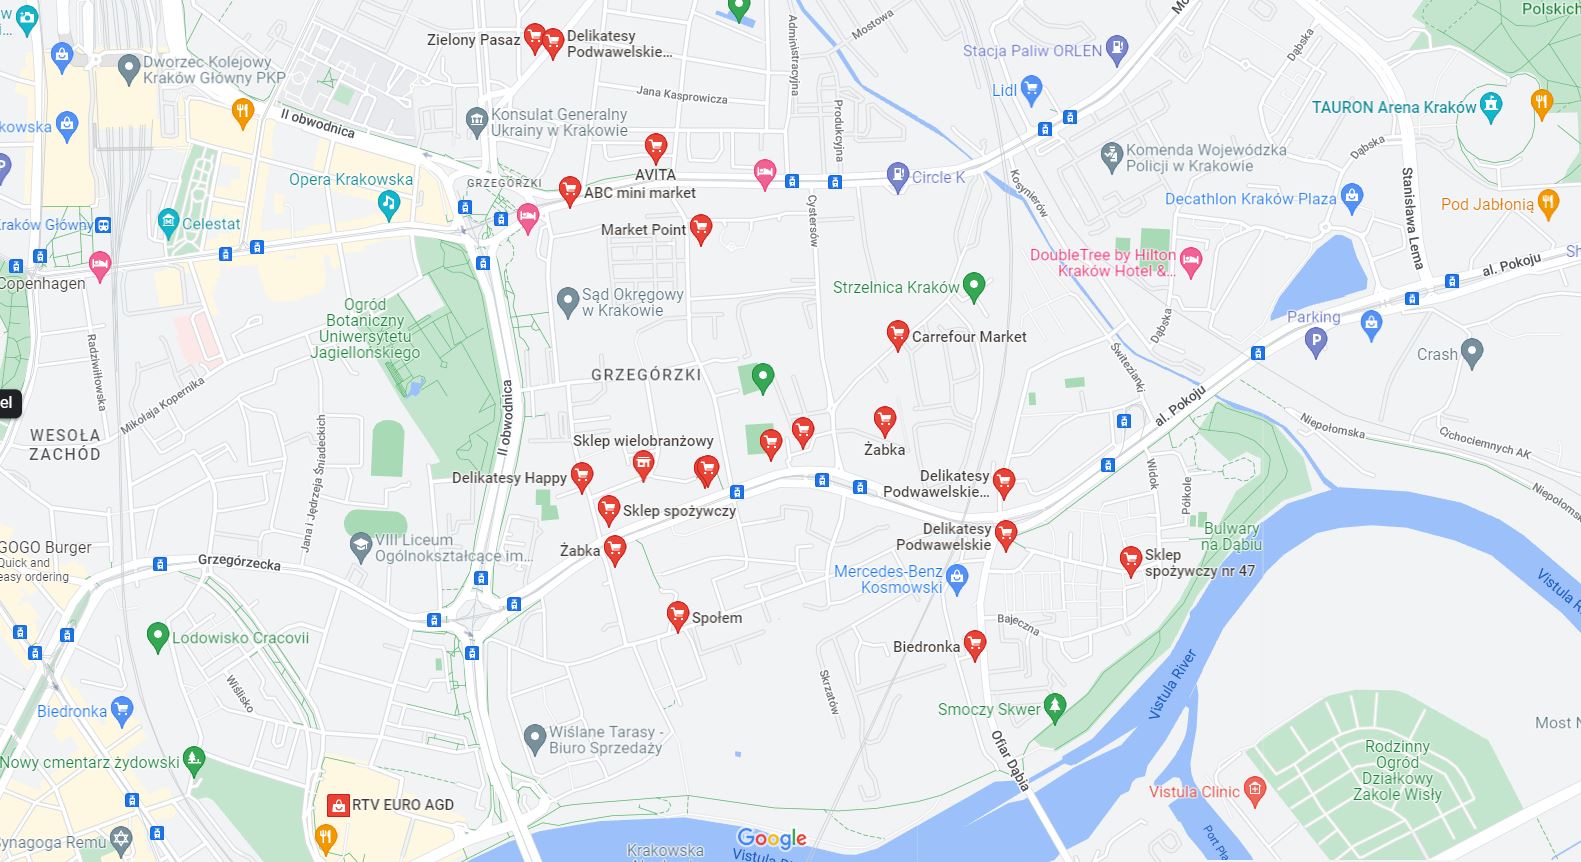 Polskich
Mostowa
Administracyjna
Zielony Pasaz
Delikatesy
Podwawelskie...
Dąbska
Stacja Paliw ORLEN
Dworzec Kolejowy
Kraków Główny PKP
Jana Kasprowicza
Lidl
TAURON Arena Kraków
Produkcyjna
II obwodnica
Konsulat Generalny
Ukrainy w Krakowie
Dąbska
Komenda Wojewódzka
Policji w Krakowie
AVITA
Opera Krakowska
GRZEGÓRZKI
ABC mini market
Circle K
Kosynierów
Stanisława Lema
Decathlon Kraków Plaza
Pod Jabłonią
Celestat
Cystersów
Market Point
DoubleTree by Hilton
Kraków Hotel &...
al. Pokoju
Copenhagen
Strzelnica Kraków
Sąd Okręgowy
w Krakowie
Ogród
Botaniczny
Uniwersytetu
Jagiellońskiego
Parking
Dąbska
Carrefour Market
Crash
Radziwiłłowska
Świtezianki
GRZEGÓRZKI
Mikołaja Kopernika
II obwodnica
al. Pokoju
el
WESOŁA
ZACHÓD
Jana i Jędrzeja Śniadeckich
Niepołomska
Cichociemnych AK
Sklep wielobranżowy
Żabka
Delikatesy Happy
Delikatesy
Podwawelskie...
Widok
Półkole
Niepołomska
Sklep spożywczy
Delikatesy
Podwawelskie
Bulwary
na Dąbiu
GOGO Burger
Quick and
easy ordering
VIII Liceum
Ogólnokształcące im...
Żabka
Grzegórzecka
Sklep
spożywczy nr 47
Mercedes-Benz
Kosmowski
Vistula R
Społem
Bajeczna
Lodowisko Cracovii
Biedronka
Wiślisko
Skrzatów
Vistula River
Biedronka
Smoczy Skwer
Most N
Wiślane Tarasy -
Biuro Sprzedaży
Ofiar Dąbia
Rodzinny
Ogród
Działkowy
Zakole Wisły
Nowy cmentarz żydowski
Vistula Clinic
RTV EURO AGD
Synagoga Remu
Google
Krakowska
Vistula R
Port Pła